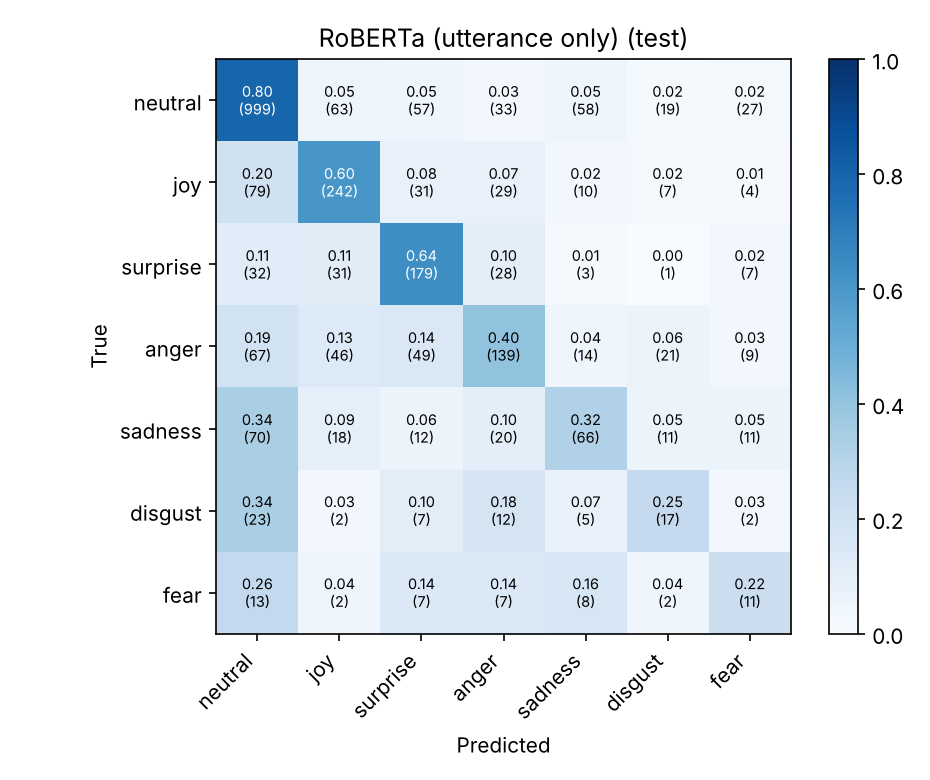 RoBERTa (utterance only) (test)
neutral 0.80 0.05 0.05 0.03 0.05 0.02 0.02
(999) (63) (57) (33) (58) (19) (27)
joy 0.20 0.60 0.08 0.07 0.02 0.02 0.01
(79) (242) (31) (29) (10) (7) (4)
surprise 0.11 0.11 0.64 0.10 0.01 0.00 0.02
(32) (31) (179) (28) (3) (1) (7)
anger 0.19 0.13 0.14 0.40 0.04 0.06 0.03
(67) (46) (49) (139) (14) (21) (9)
sadness 0.34 0.09 0.06 0.10 0.32 0.05 0.05
(70) (18) (12) (20) (66) (11) (11)
disgust 0.34 0.03 0.10 0.18 0.07 0.25 0.03
(23) (2) (7) (12) (5) (17) (2)
fear 0.26 0.04 0.14 0.14 0.16 0.04 0.22
(13) (2) (7) (7) (8) (2) (11)
True
neutral joy surprise anger sadness disgust fear
Predicted
1.0
0.8
0.6
0.4
0.2
0.0